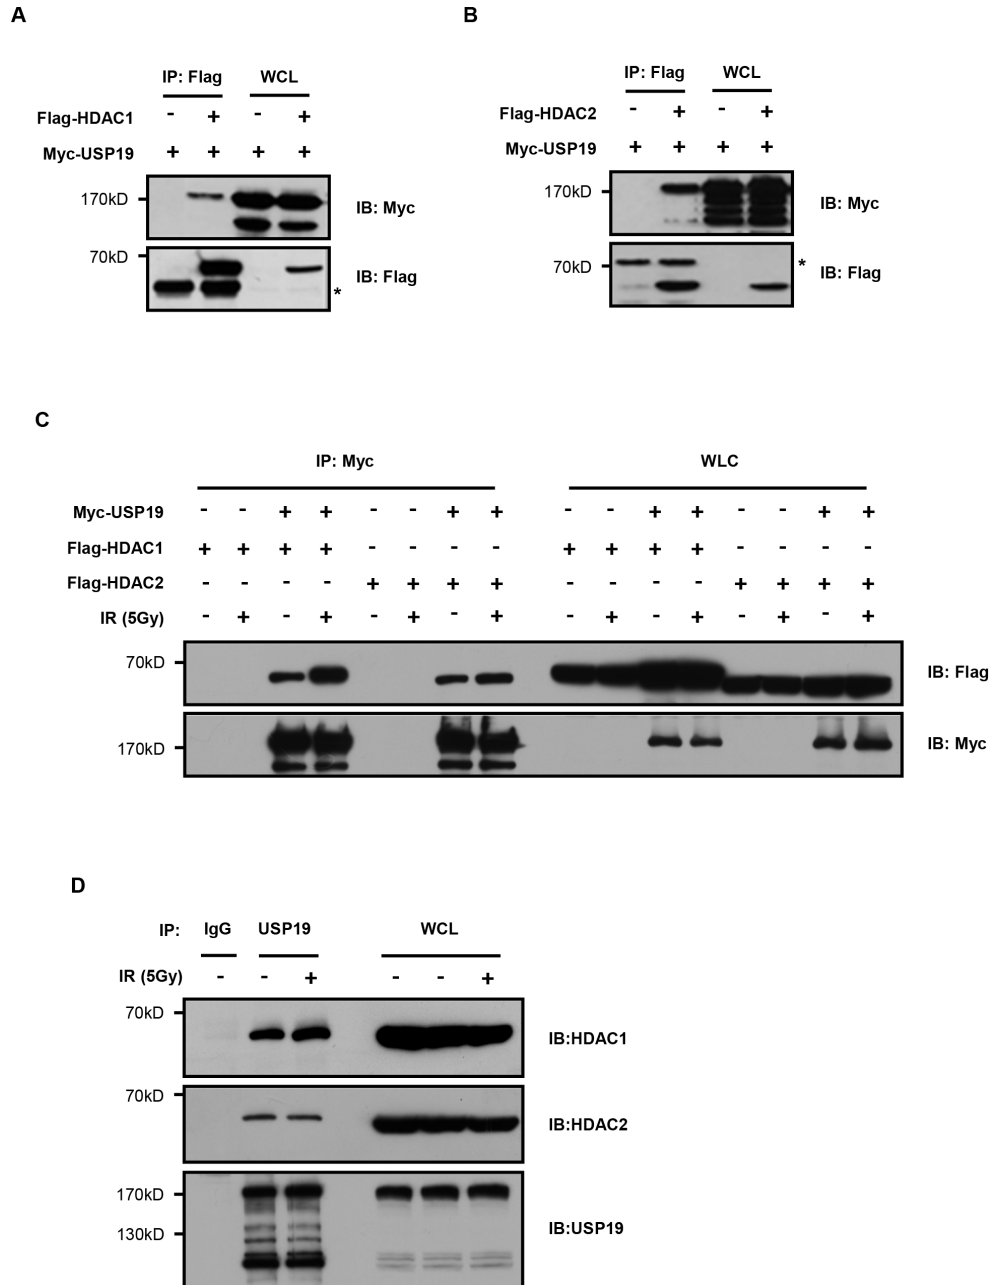 A
IP: Flag WCL
Flag-HDAC1 - + - +
Myc-USP19 + + + +
170kD IB: Myc
70kD IB: Flag
*
B
IP: Flag WCL
Flag-HDAC2 - + - +
Myc-USP19 + + + +
170kD IB: Myc
70kD * IB: Flag
C
IP: Myc WLC
Myc-USP19 - - + + - - + + - - + + - - + +
Flag-HDAC1 + + + + - - - - + + + + - - - -
Flag-HDAC2 - - - - + + + + - - - - + + + +
IR (5Gy) - + - + - + - + - + - + - + - +
70kD IB: Flag
170kD IB: Myc
D
IP: IgG USP19 WCL
IR (5Gy) - - + - - +
70kD IB:HDAC1
70kD IB:HDAC2
170kD
130kD IB:USP19